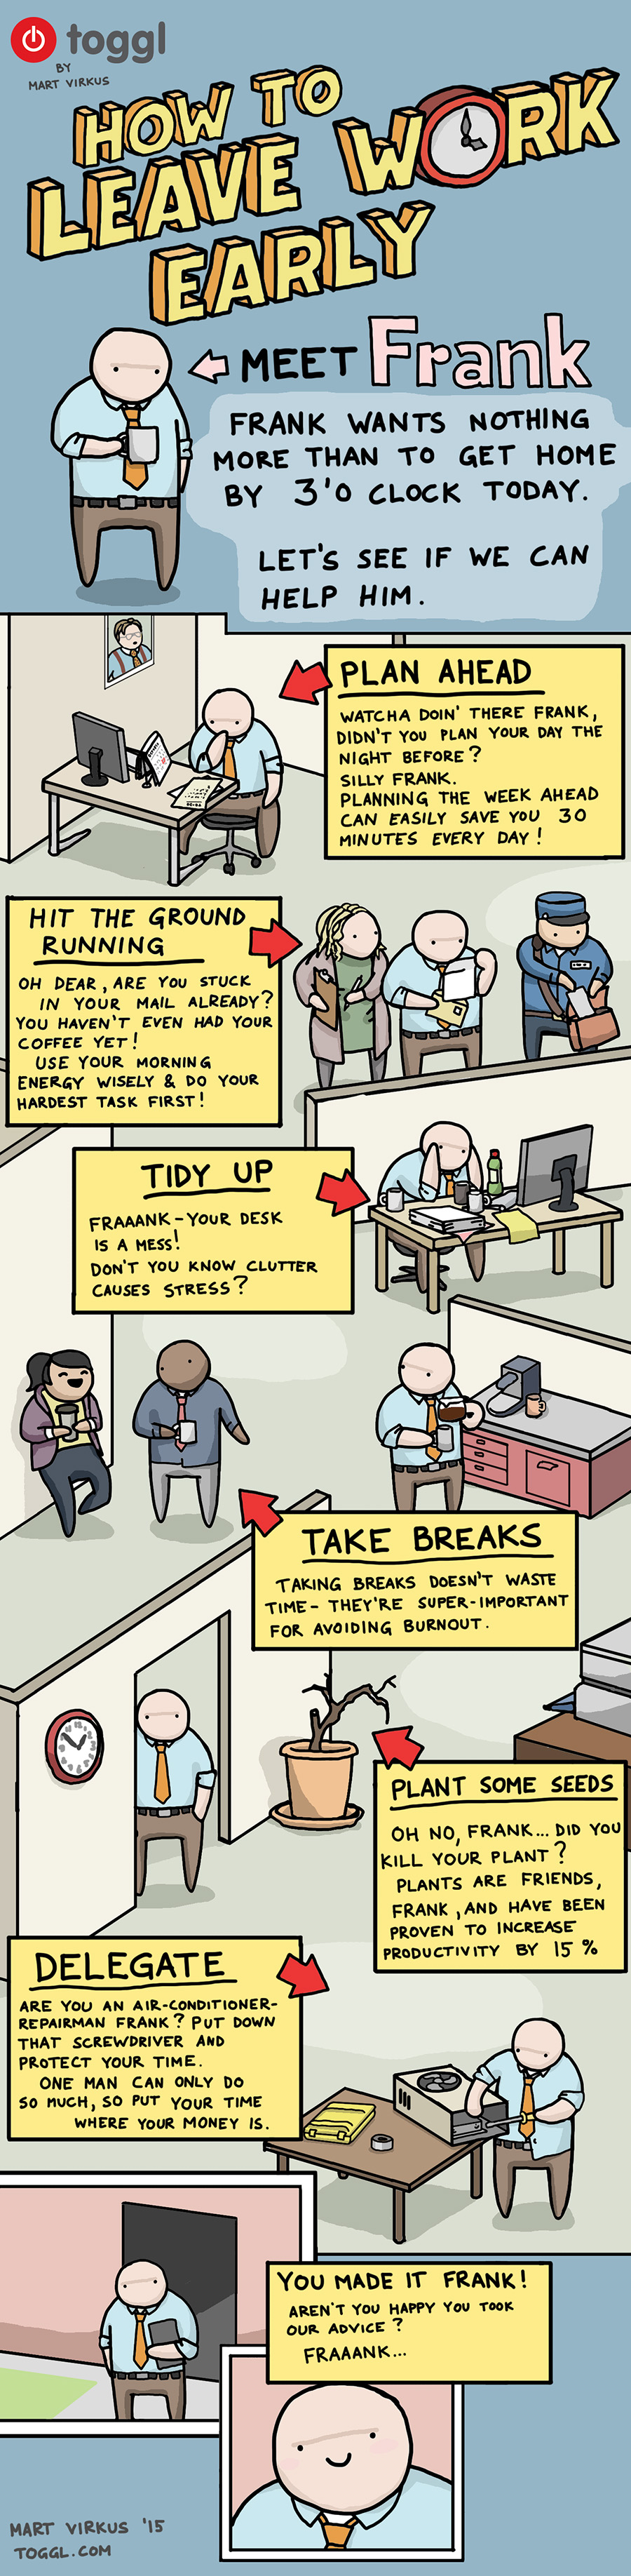 toggl
BY
MART VIRKUS
HOW TO
LEAVE WORK
EARLY
MEET Frank
FRANK WANTS NOTHING
MORE THAN TO GET HOME
BY 3'O CLOCK TODAY.
LET'S SEE IF WE CAN
HELP HIM.
PLAN AHEAD
WATCHA DOIN' THERE FRANK,
DIDN'T YOU PLAN YOUR DAY THE
NIGHT BEFORE?
SILLY FRANK.
PLANNING THE WEEK AHEAD
CAN EASILY SAVE YOU 30
MINUTES EVERY DAY!
HIT THE GROUND
RUNNING
OH DEAR, ARE YOU STUCK
IN YOUR MAIL ALREADY?
YOU HAVEN'T EVEN HAD YOUR
COFFEE YET!
USE YOUR MORNING
ENERGY WISELY & DO YOUR
HARDEST TASK FIRST!
TIDY UP
FRAAANK - YOUR DESK
IS A MESS!
DON'T YOU KNOW CLUTTER
CAUSES STRESS?
TAKE BREAKS
TAKING BREAKS DOESN'T WASTE
TIME - THEY'RE SUPER-IMPORTANT
FOR AVOIDING BURNOUT.
PLANT SOME SEEDS
OH NO, FRANK... DID YOU
KILL YOUR PLANT?
PLANTS ARE FRIENDS,
FRANK, AND HAVE BEEN
PROVEN TO INCREASE
PRODUCTIVITY BY 15 %
DELEGATE
ARE YOU AN AIR-CONDITIONER-
REPAIRMAN FRANK? PUT DOWN
THAT SCREWDRIVER AND
PROTECT YOUR TIME.
ONE MAN CAN ONLY DO
SO MUCH, SO PUT YOUR TIME
WHERE YOUR MONEY IS.
YOU MADE IT FRANK!
AREN'T YOU HAPPY YOU TOOK
OUR ADVICE?
FRAAANK...
MART VIRKUS '15
TOGGL.COM